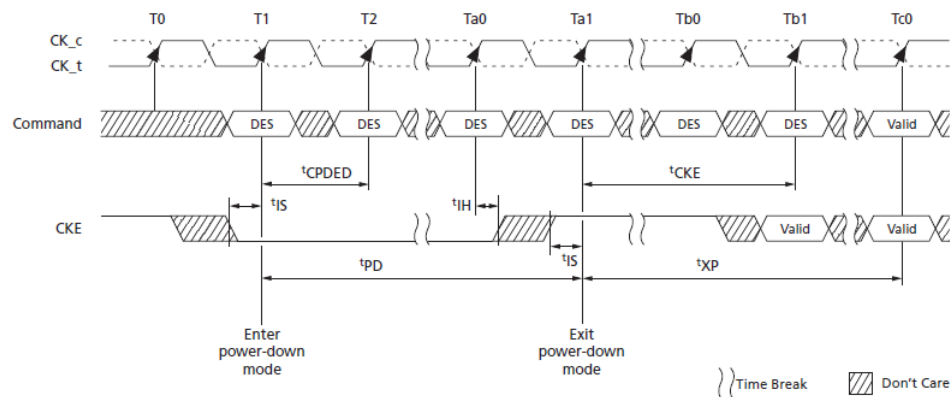 T0 T1 T2 Ta0 Ta1 Tb0 Tb1 Tc0
CK_c
CK_t
Command DES DES DES DES DES DES Valid
tCPDED tCKE
tIS tIH
CKE Valid Valid
tIS
tPD tXP
Enter
power-down
mode
Exit
power-down
mode
Time Break Don't Care